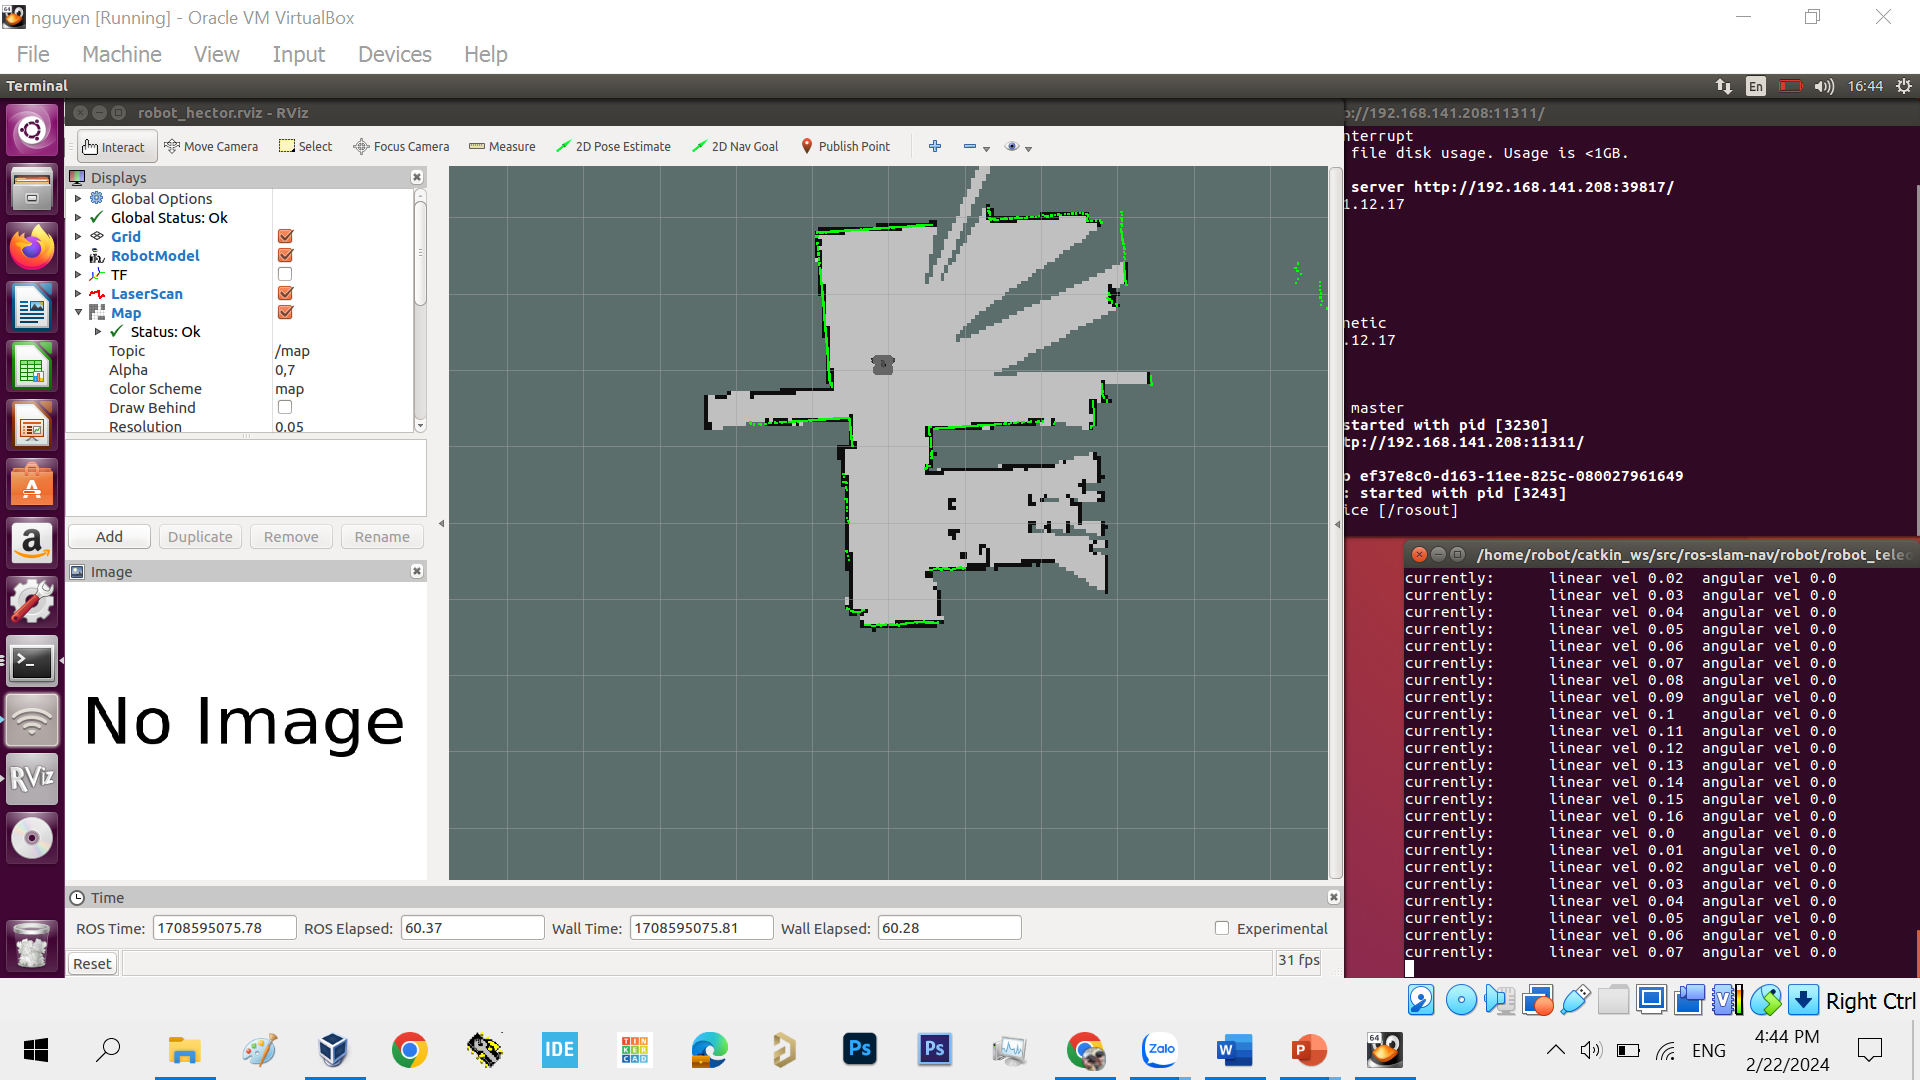 nguyen [Running] - Oracle VM VirtualBox
File Machine View Input Devices Help
Terminal
En
16:44
robot_hector.rviz - RViz
Interact
Move Camera
Select
Focus Camera
Measure
2D Pose Estimate
2D Nav Goal
Publish Point
Displays
Global Options
Global Status: Ok
Grid
RobotModel
TF
LaserScan
Map
Status: Ok
Topic /map
Alpha 0,7
Color Scheme map
Draw Behind
Resolution 0.05
Add Duplicate Remove Rename
Image
No Image
Time
ROS Time: 1708595075.78 ROS Elapsed: 60.37 Wall Time: 1708595075.81 Wall Elapsed: 60.28 Experimental
Reset
31 fps
p://192.168.141.208:11311/
nterrupt
file disk usage. Usage is <1GB.
server http://192.168.141.208:39817/
1.12.17
netic
.12.17
master
started with pid [3230]
tp://192.168.141.208:11311/
ef37e8c0-d163-11ee-825c-080027961649
: started with pid [3243]
ice [/rosout]
/home/robot/catkin_ws/src/ros-slam-nav/robot/robot_teleo
currently: linear vel 0.02 angular vel 0.0
currently: linear vel 0.03 angular vel 0.0
currently: linear vel 0.04 angular vel 0.0
currently: linear vel 0.05 angular vel 0.0
currently: linear vel 0.06 angular vel 0.0
currently: linear vel 0.07 angular vel 0.0
currently: linear vel 0.08 angular vel 0.0
currently: linear vel 0.09 angular vel 0.0
currently: linear vel 0.1 angular vel 0.0
currently: linear vel 0.11 angular vel 0.0
currently: linear vel 0.12 angular vel 0.0
currently: linear vel 0.13 angular vel 0.0
currently: linear vel 0.14 angular vel 0.0
currently: linear vel 0.15 angular vel 0.0
currently: linear vel 0.16 angular vel 0.0
currently: linear vel 0.0 angular vel 0.0
currently: linear vel 0.01 angular vel 0.0
currently: linear vel 0.02 angular vel 0.0
currently: linear vel 0.03 angular vel 0.0
currently: linear vel 0.04 angular vel 0.0
currently: linear vel 0.05 angular vel 0.0
currently: linear vel 0.06 angular vel 0.0
currently: linear vel 0.07 angular vel 0.0
RViz
Right Ctrl
IDE
TINKERCAD
Ps
Ps
Zalo
W
P
64
ENG
4:44 PM
2/22/2024